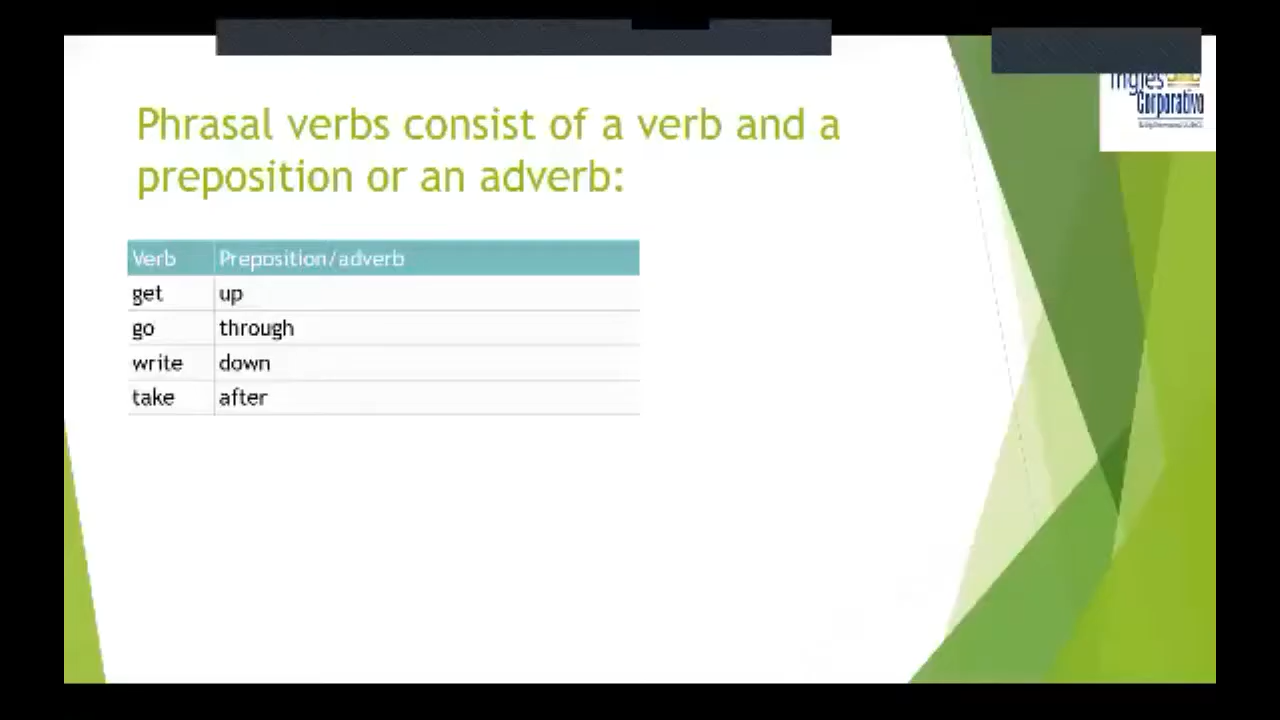 Phrasal verbs consist of a verb and a
preposition or an adverb:
Inglés
Corporativo
Verb Preposition/adverb
get up
go through
write down
take after